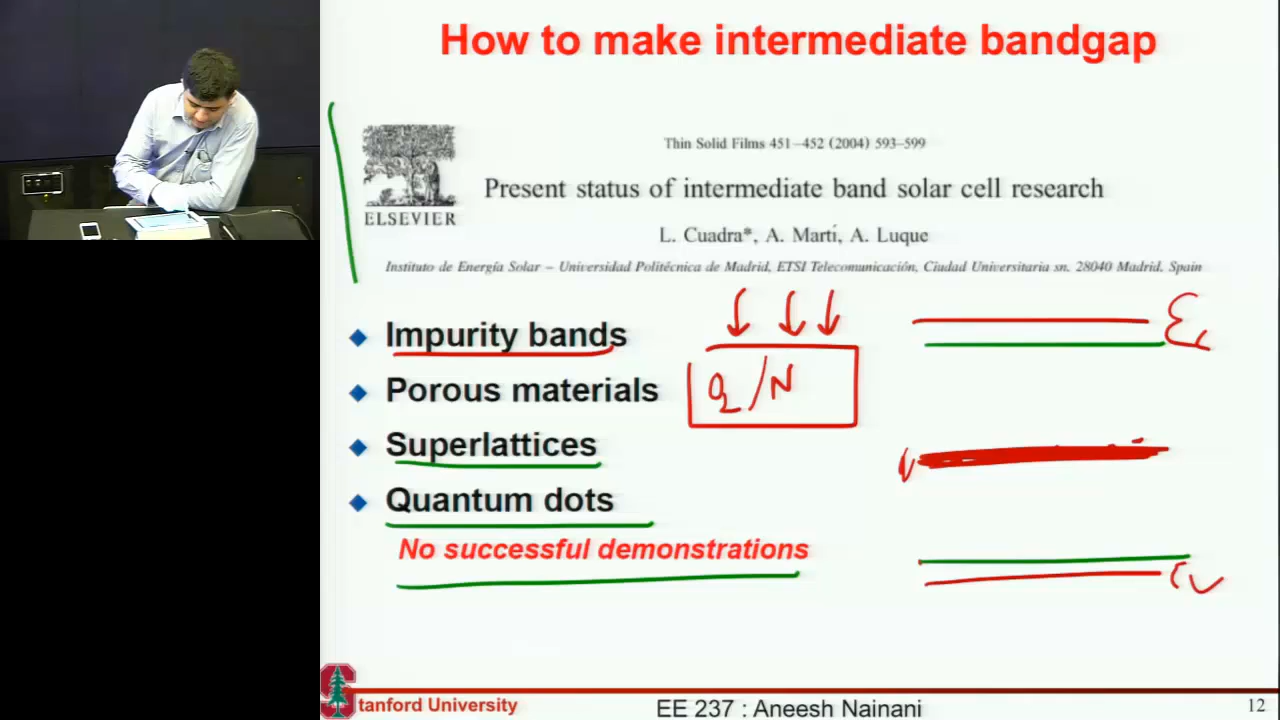 How to make intermediate bandgap
Thin Solid Films 451–452 (2004) 593–599
Present status of intermediate band solar cell research
ELSEVIER
L. Cuadra*, A. Martí, A. Luque
Instituto de Energía Solar – Universidad Politécnica de Madrid, ETSI Telecomunicación, Ciudad Universitaria sn. 28040 Madrid, Spain
Impurity bands
Ec
Porous materials
/N
Superlattices
Quantum dots
No successful demonstrations
Ev
Stanford University
EE 237 : Aneesh Nainani
12